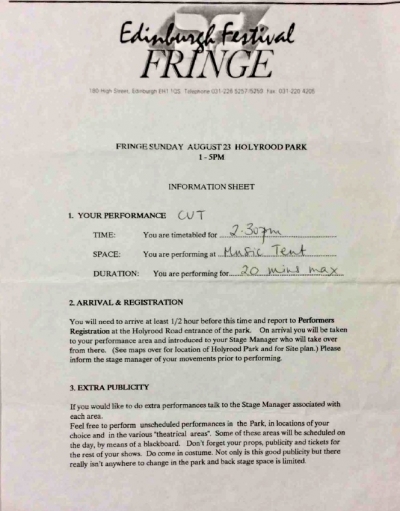 Edinburgh Festival
FRINGE
180 High Street, Edinburgh EH1 1QS. Telephone 031-226 5257/5259. Fax. 031-220 4205
FRINGE SUNDAY AUGUST 23 HOLYROOD PARK
1 - 5PM
INFORMATION SHEET
1. YOUR PERFORMANCE CUT
TIME: You are timetabled for 2.30pm
SPACE: You are performing at Music Tent
DURATION: You are performing for 20 mins max
2. ARRIVAL & REGISTRATION
You will need to arrive at least 1/2 hour before this time and report to Performers
Registration at the Holyrood Road entrance of the park. On arrival you will be taken
to your performance area and introduced to your Stage Manager who will take over
from there. (See maps over for location of Holyrood Park and for Site plan.) Please
inform the stage manager of your movements prior to performing.
3. EXTRA PUBLICITY
If you would like to do extra performances talk to the Stage Manager associated with
each area.
Feel free to perform unscheduled performances in the Park, in locations of your
choice and in the various "theatrical areas". Some of these areas will be scheduled on
the day, by means of a blackboard. Don't forget your props, publicity and tickets for
the rest of your shows. Do come in costume. Not only is this good publicity but there
really isn't anywhere to change in the park and back stage space is limited.